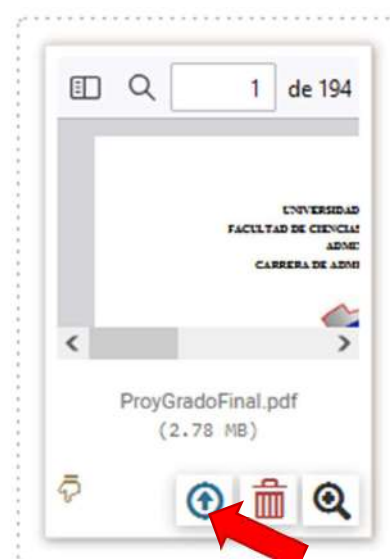 1 de 194
UNIVERSIDAD
FACULTAD DE CIENCIAS
ADMI
CARRERA DE ADMI
ProyGradoFinal.pdf
(2.78 MB)